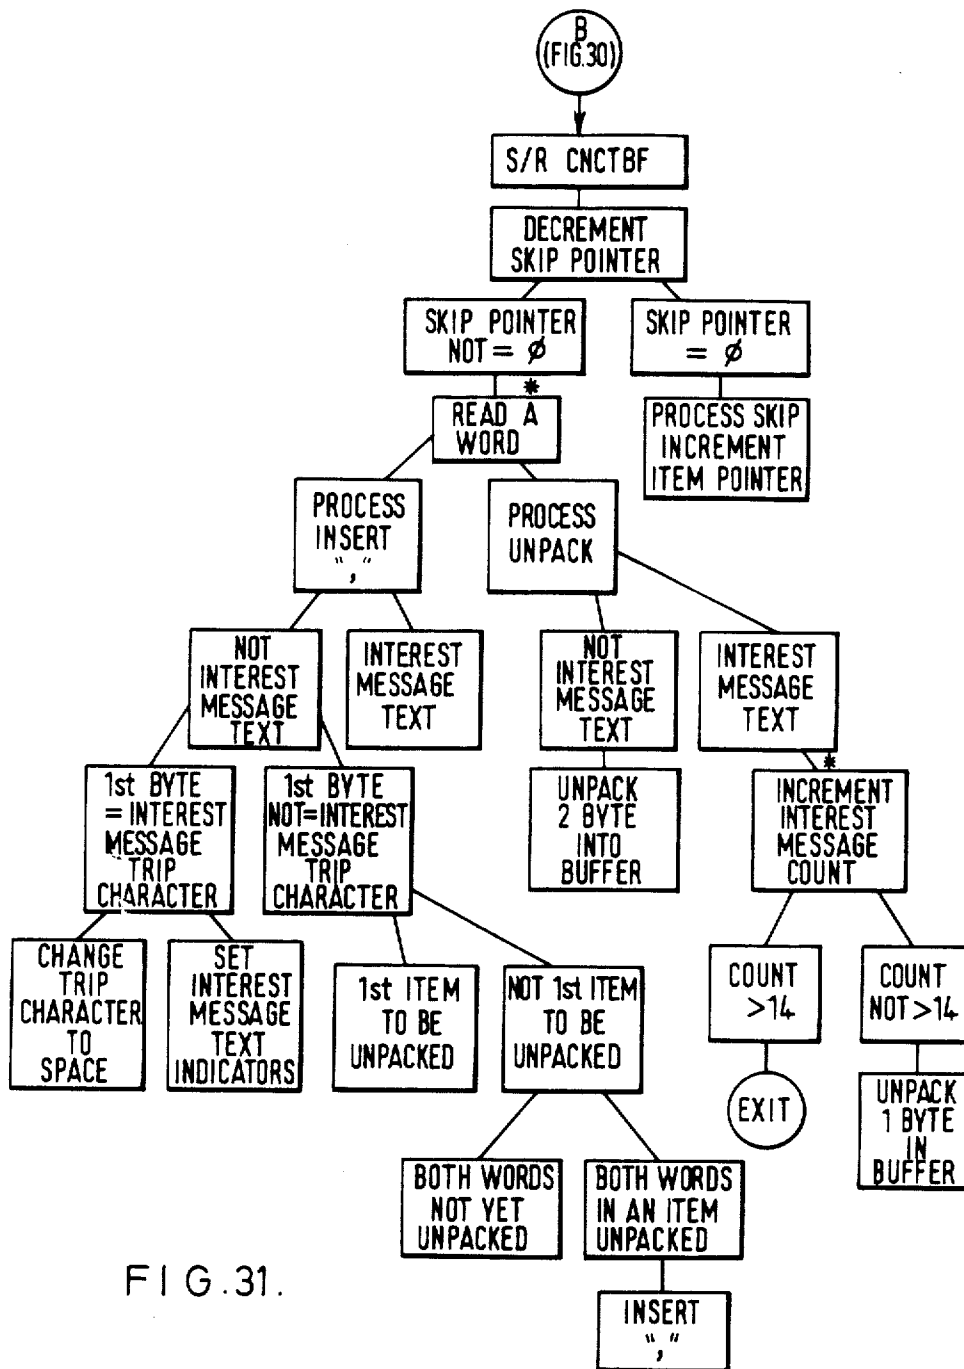 B
(FIG.30)
S/R CNCTBF
DECREMENT
SKIP POINTER
SKIP POINTER
NOT = ∅
SKIP POINTER
= ∅
*
READ A
WORD
PROCESS SKIP
INCREMENT
ITEM POINTER
PROCESS
INSERT
","
PROCESS
UNPACK
NOT
INTEREST
MESSAGE
TEXT
INTEREST
MESSAGE
TEXT
NOT
INTEREST
MESSAGE
TEXT
INTEREST
MESSAGE
TEXT
1st BYTE
=INTEREST
MESSAGE
TRIP
CHARACTER
1st BYTE
NOT=INTEREST
MESSAGE
TRIP
CHARACTER
UNPACK
2 BYTE
INTO
BUFFER
*
INCREMENT
INTEREST
MESSAGE
COUNT
CHANGE
TRIP
CHARACTER
TO
SPACE
SET
INTEREST
MESSAGE
TEXT
INDICATORS
1st ITEM
TO BE
UNPACKED
NOT 1st ITEM
TO BE
UNPACKED
COUNT
>14
COUNT
NOT >14
EXIT
UNPACK
1 BYTE
IN
BUFFER
BOTH WORDS
NOT YET
UNPACKED
BOTH WORDS
IN AN ITEM
UNPACKED
INSERT
","
FIG.31.